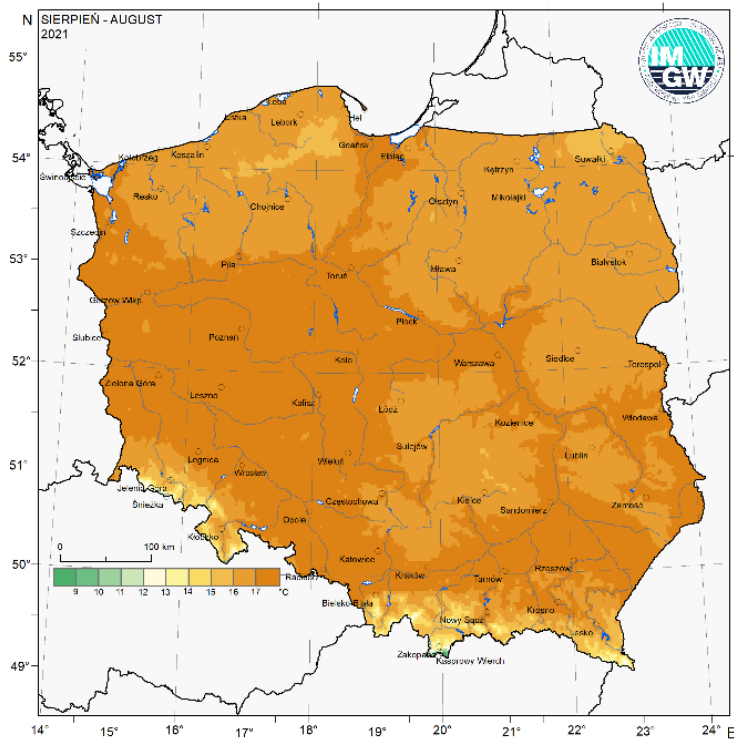 N
SIERPIEŃ - AUGUST
2021
IMGW
55°
54°
53°
52°
51°
50°
49°
Łeba
Ustka
Lębork
Hel
Kołobrzeg
Koszalin
Gdańsk
Elbląg
Świnoujście
Kętrzyn
Suwałki
Resko
Chojnice
Olsztyn
Mikołajki
Szczecin
Piła
Toruń
Mława
Białystok
Gorzów Wlkp.
Płock
Słubice
Poznań
Koło
Warszawa
Siedlce
Terespol
Zielona Góra
Leszno
Kalisz
Łódź
Kozienice
Włodawa
Sulejów
Legnica
Wrocław
Wieluń
Lublin
Jelenia Góra
Śnieżka
Częstochowa
Kielce
Sandomierz
Zamość
Opole
Kłodzko
0 100 km
Katowice
Kraków
Tarnów
Rzeszów
9 10 11 12 13 14 15 16 17 °C
Racibórz
Bielsko-Biała
Nowy Sącz
Krosno
Lesko
Zakopane
Kasprowy Wierch
14° 15° 16° 17° 18° 19° 20° 21° 22° 23° 24° E